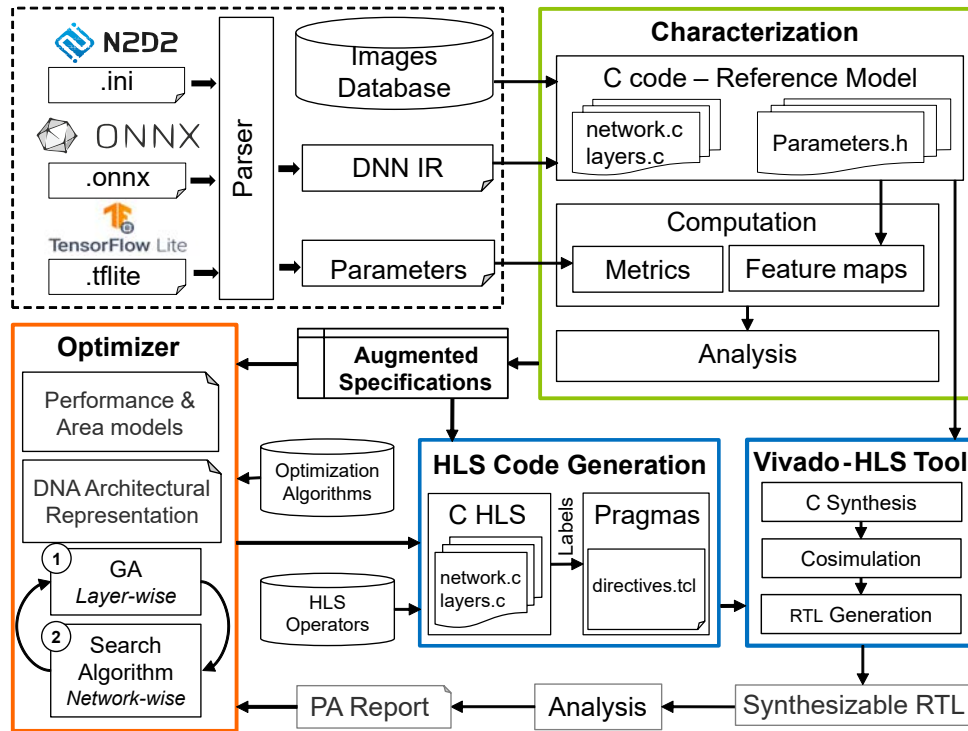 N2D2
.ini
ONNX
.onnx
TensorFlow Lite
.tflite
Parser
Images
Database
DNN IR
Parameters
Characterization
C code – Reference Model
network.c
layers.c
Parameters.h
Computation
Metrics
Feature maps
Analysis
Optimizer
Performance &
Area models
DNA Architectural
Representation
1
GA
Layer-wise
2
Search
Algorithm
Network-wise
Augmented
Specifications
Optimization
Algorithms
HLS
Operators
HLS Code Generation
C HLS
network.c
layers.c
Labels
Pragmas
directives.tcl
Vivado-HLS Tool
C Synthesis
Cosimulation
RTL Generation
PA Report
Analysis
Synthesizable RTL